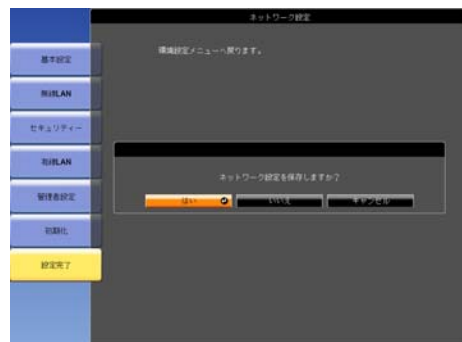 ネットワーク設定
環境設定メニューへ戻ります。
基本設定
無線LAN
セキュリティー
有線LAN
管理者設定
初期化
設定完了
ネットワーク設定を保存しますか？
はい いいえ キャンセル